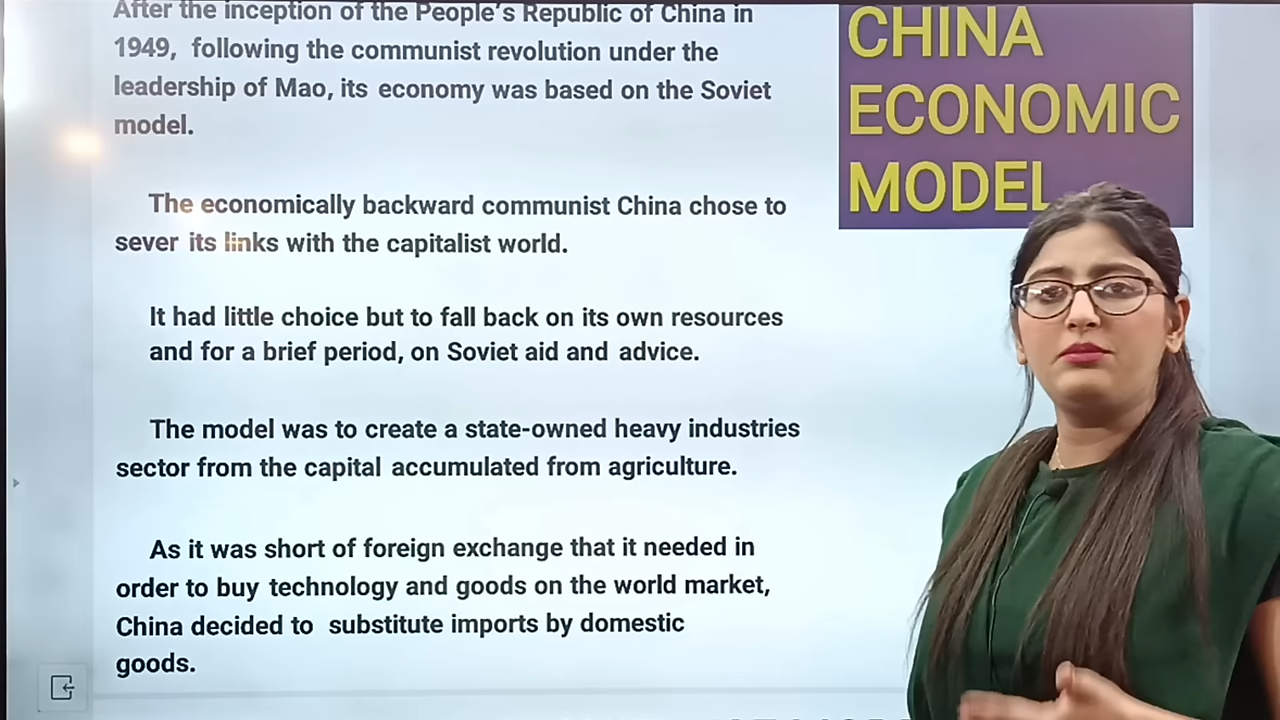 After the inception of the People's Republic of China in
1949, following the communist revolution under the
leadership of Mao, its economy was based on the Soviet
model.
The economically backward communist China chose to
sever its links with the capitalist world.
It had little choice but to fall back on its own resources
and for a brief period, on Soviet aid and advice.
The model was to create a state-owned heavy industries
sector from the capital accumulated from agriculture.
As it was short of foreign exchange that it needed in
order to buy technology and goods on the world market,
China decided to substitute imports by domestic
goods.
CHINA
ECONOMIC
MODEL